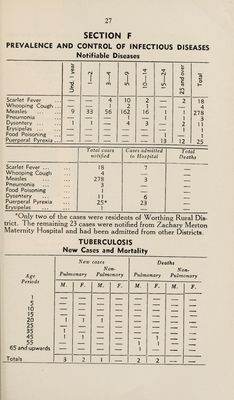 27
SECTION F
PREVALENCE AND CONTROL OF INFECTIOUS DISEASES
Notifiable Diseases
Und. 1 year 1—2 3—4 5—9 10—14 15—24 25 and over Total
Scarlet Fever ... — — 4 10 2 — 2 18
Whooping Cough ... — — 1 2 1 — — 4
Measles ... 9 33 56 162 16 1 1 278
Pneumonia ... — — — 1 — 1 1 3
Dysentery ... 1 1 — 4 3 — 2 11
Erysipelas ... — — — — — — 1 1
Food Poisoning ... — — — — — 1 — 1
Puerperal Pyrexia ... — — — — — 13 12 25
Total cases notified Cases admitted to Hospital Total Deaths
Scarlet Fever ... 18 7 —
Whooping Cough 4 — —
Measles ... 278 3 —
Pneumonia ... 3 — —
Food Poisoning 1 — —
Dysentery ... 11 6 —
Puerperal Pyrexia 25* 23 —
Erysipelas ... 1 — —
*Only two of the cases were residents of Worthing Rural Dis-
trict. The remaining 23 cases were notified from Zachary Merton
Maternity Hospital and had been admitted from other Districts.
TUBERCULOSIS
New Cases and Mortality
Age Periods New cases Deaths
Pulmonary Non-Pulmonary Pulmonary Non-Pulmonary
M. F. M. F. M. F. M. F.
1
5
10
15
20
25
35
45
55
65 and upwards
Totals 3 2 1 — 2 2 — —